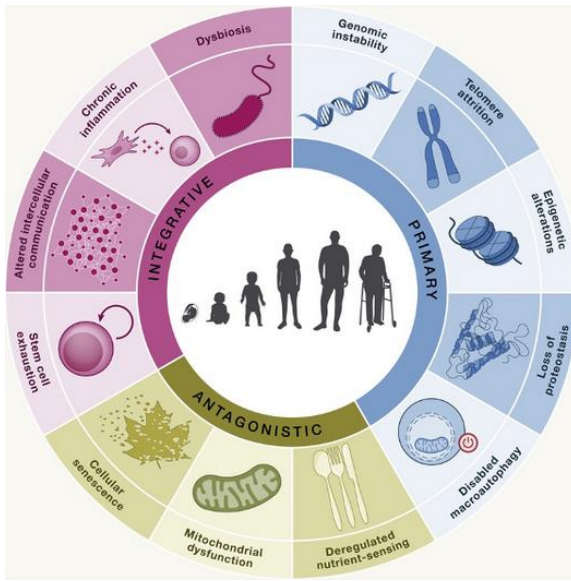 Genomic
instability
Telomere
attrition
Epigenetic
alterations
Loss of
proteostasis
Disabled
macroautophagy
Deregulated
nutrient-sensing
Mitochondrial
dysfunction
Cellular
senescence
Stem cell
exhaustion
Altered intercellular
communication
Chronic
inflammation
Dysbiosis
PRIMARY
ANTAGONISTIC
INTEGRATIVE